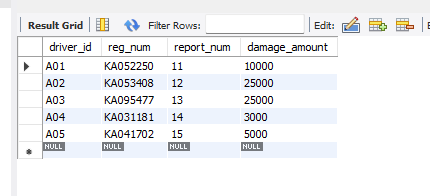 Result Grid Filter Rows: Edit:
driver_id reg_num report_num damage_amount
A01 KA052250 11 10000
A02 KA053408 12 25000
A03 KA095477 13 25000
A04 KA031181 14 3000
A05 KA041702 15 5000
NULL NULL NULL NULL